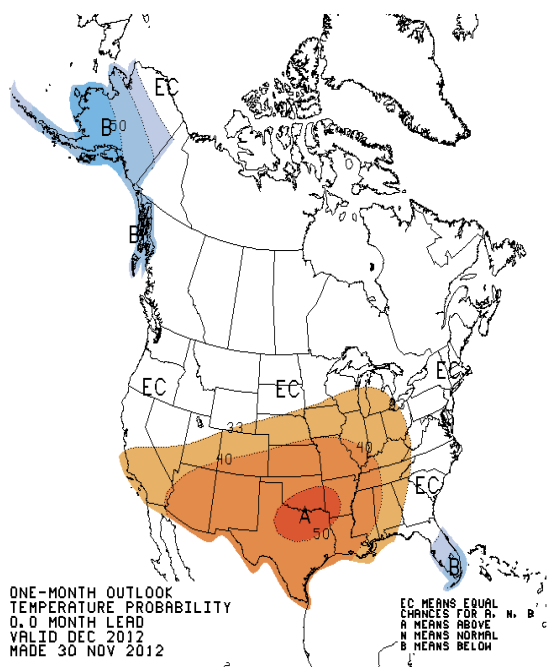 EC
B 50
B
EC
EC
EC
33
33
40
40
EC
A
50
B
ONE-MONTH OUTLOOK
TEMPERATURE PROBABILITY
0.0 MONTH LEAD
VALID DEC 2012
MADE 30 NOV 2012
EC MEANS EQUAL
CHANCES FOR A, N, B
A MEANS ABOVE
N MEANS NORMAL
B MEANS BELOW